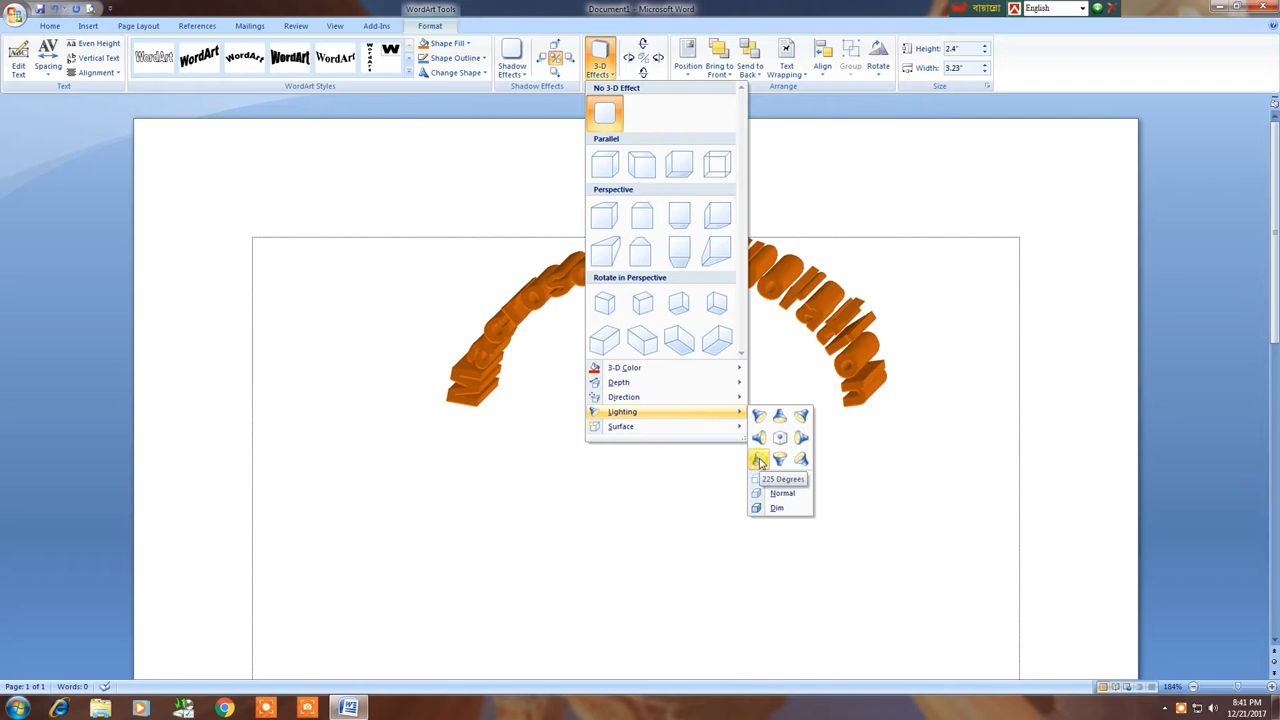 WordArt Tools
Document1 - Microsoft Word
English
Home Insert Page Layout References Mailings Review View Add-Ins Format
Edit Text
Spacing
Even Height
Vertical Text
Alignment
Text
WordArt WordArt WordArt WordArt WordArt
WordArt Styles
Shape Fill
Shape Outline
Change Shape
Shadow Effects
Shadow Effects
3-D Effects
Position
Bring to Front
Send to Back
Text Wrapping
Align
Group
Rotate
Arrange
Height: 2.4"
Width: 3.23"
Size
No 3-D Effect
Parallel
Perspective
Rotate in Perspective
3-D Color
Depth
Direction
Lighting
Surface
225 Degrees
Normal
Dim
Page: 1 of 1 Words: 0
184%
8:41 PM
12/21/2017